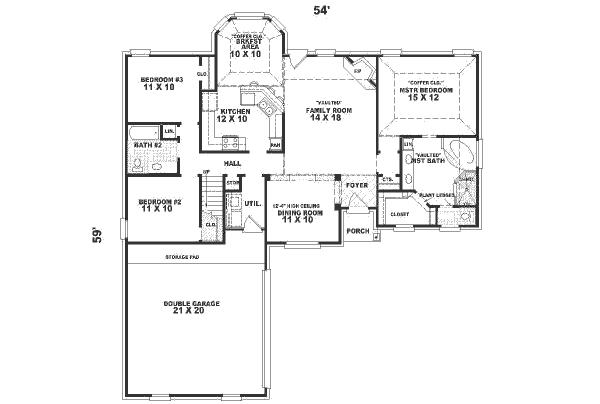 54'
"COFFER CLG."
BRKFST
AREA
10 X 10
CLO.
BEDROOM #3
11 X 10
F/P
"COFFER CLG."
MSTR BEDROOM
15 X 12
"VAULTED"
FAMILY ROOM
14 X 18
KITCHEN
12 X 10
LIN.
BATH #2
PAN
LIN.
"VAULTED"
MST BATH
HALL
UP
STOR
CTS.
FOYER
PLANT LEDGES
BEDROOM #2
11 X 10
CLO.
UTIL.
12'-4" HIGH CEILING
DINING ROOM
11 X 10
CLOSET
PORCH
59'
STORAGE PAD
DOUBLE GARAGE
21 X 20